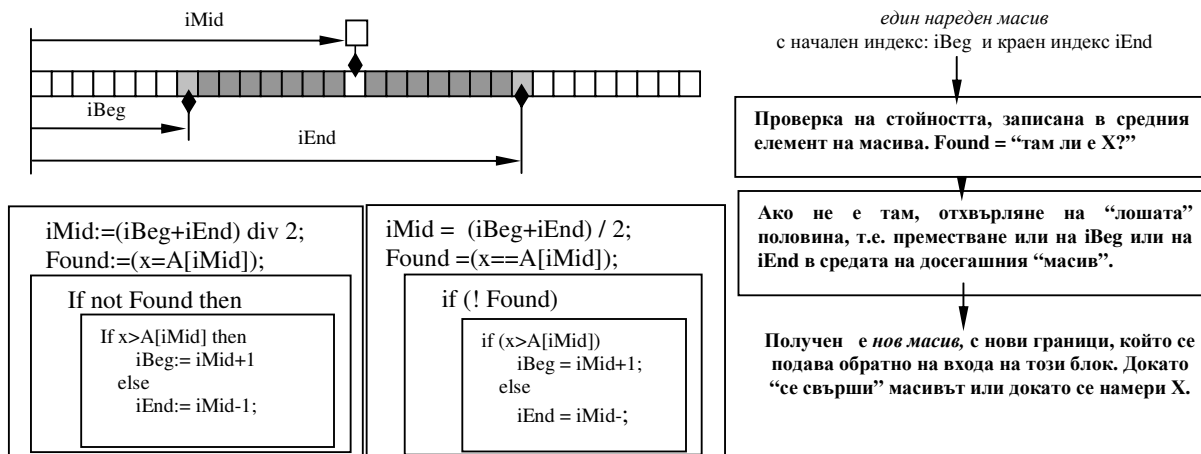 iMid
iBeg
iEnd
iMid:=(iBeg+iEnd) div 2;
Found:=(x=A[iMid]);
If not Found then
If x>A[iMid] then
iBeg:= iMid+1
else
iEnd:= iMid-1;
iMid = (iBeg+iEnd) / 2;
Found =(x==A[iMid]);
if (! Found)
if (x>A[iMid])
iBeg = iMid+1;
else
iEnd = iMid-;
един нареден масив
с начален индекс: iBeg и краен индекс iEnd
Проверка на стойността, записана в средния
елемент на масива. Found = “там ли е X?”
Ако не е там, отхвърляне на “лошата”
половина, т.е. преместване или на iBeg или на
iEnd в средата на досегашния “масив”.
Получен е нов масив, с нови граници, който се
подава обратно на входа на този блок. Докато
“се свърши” масивът или докато се намери X.